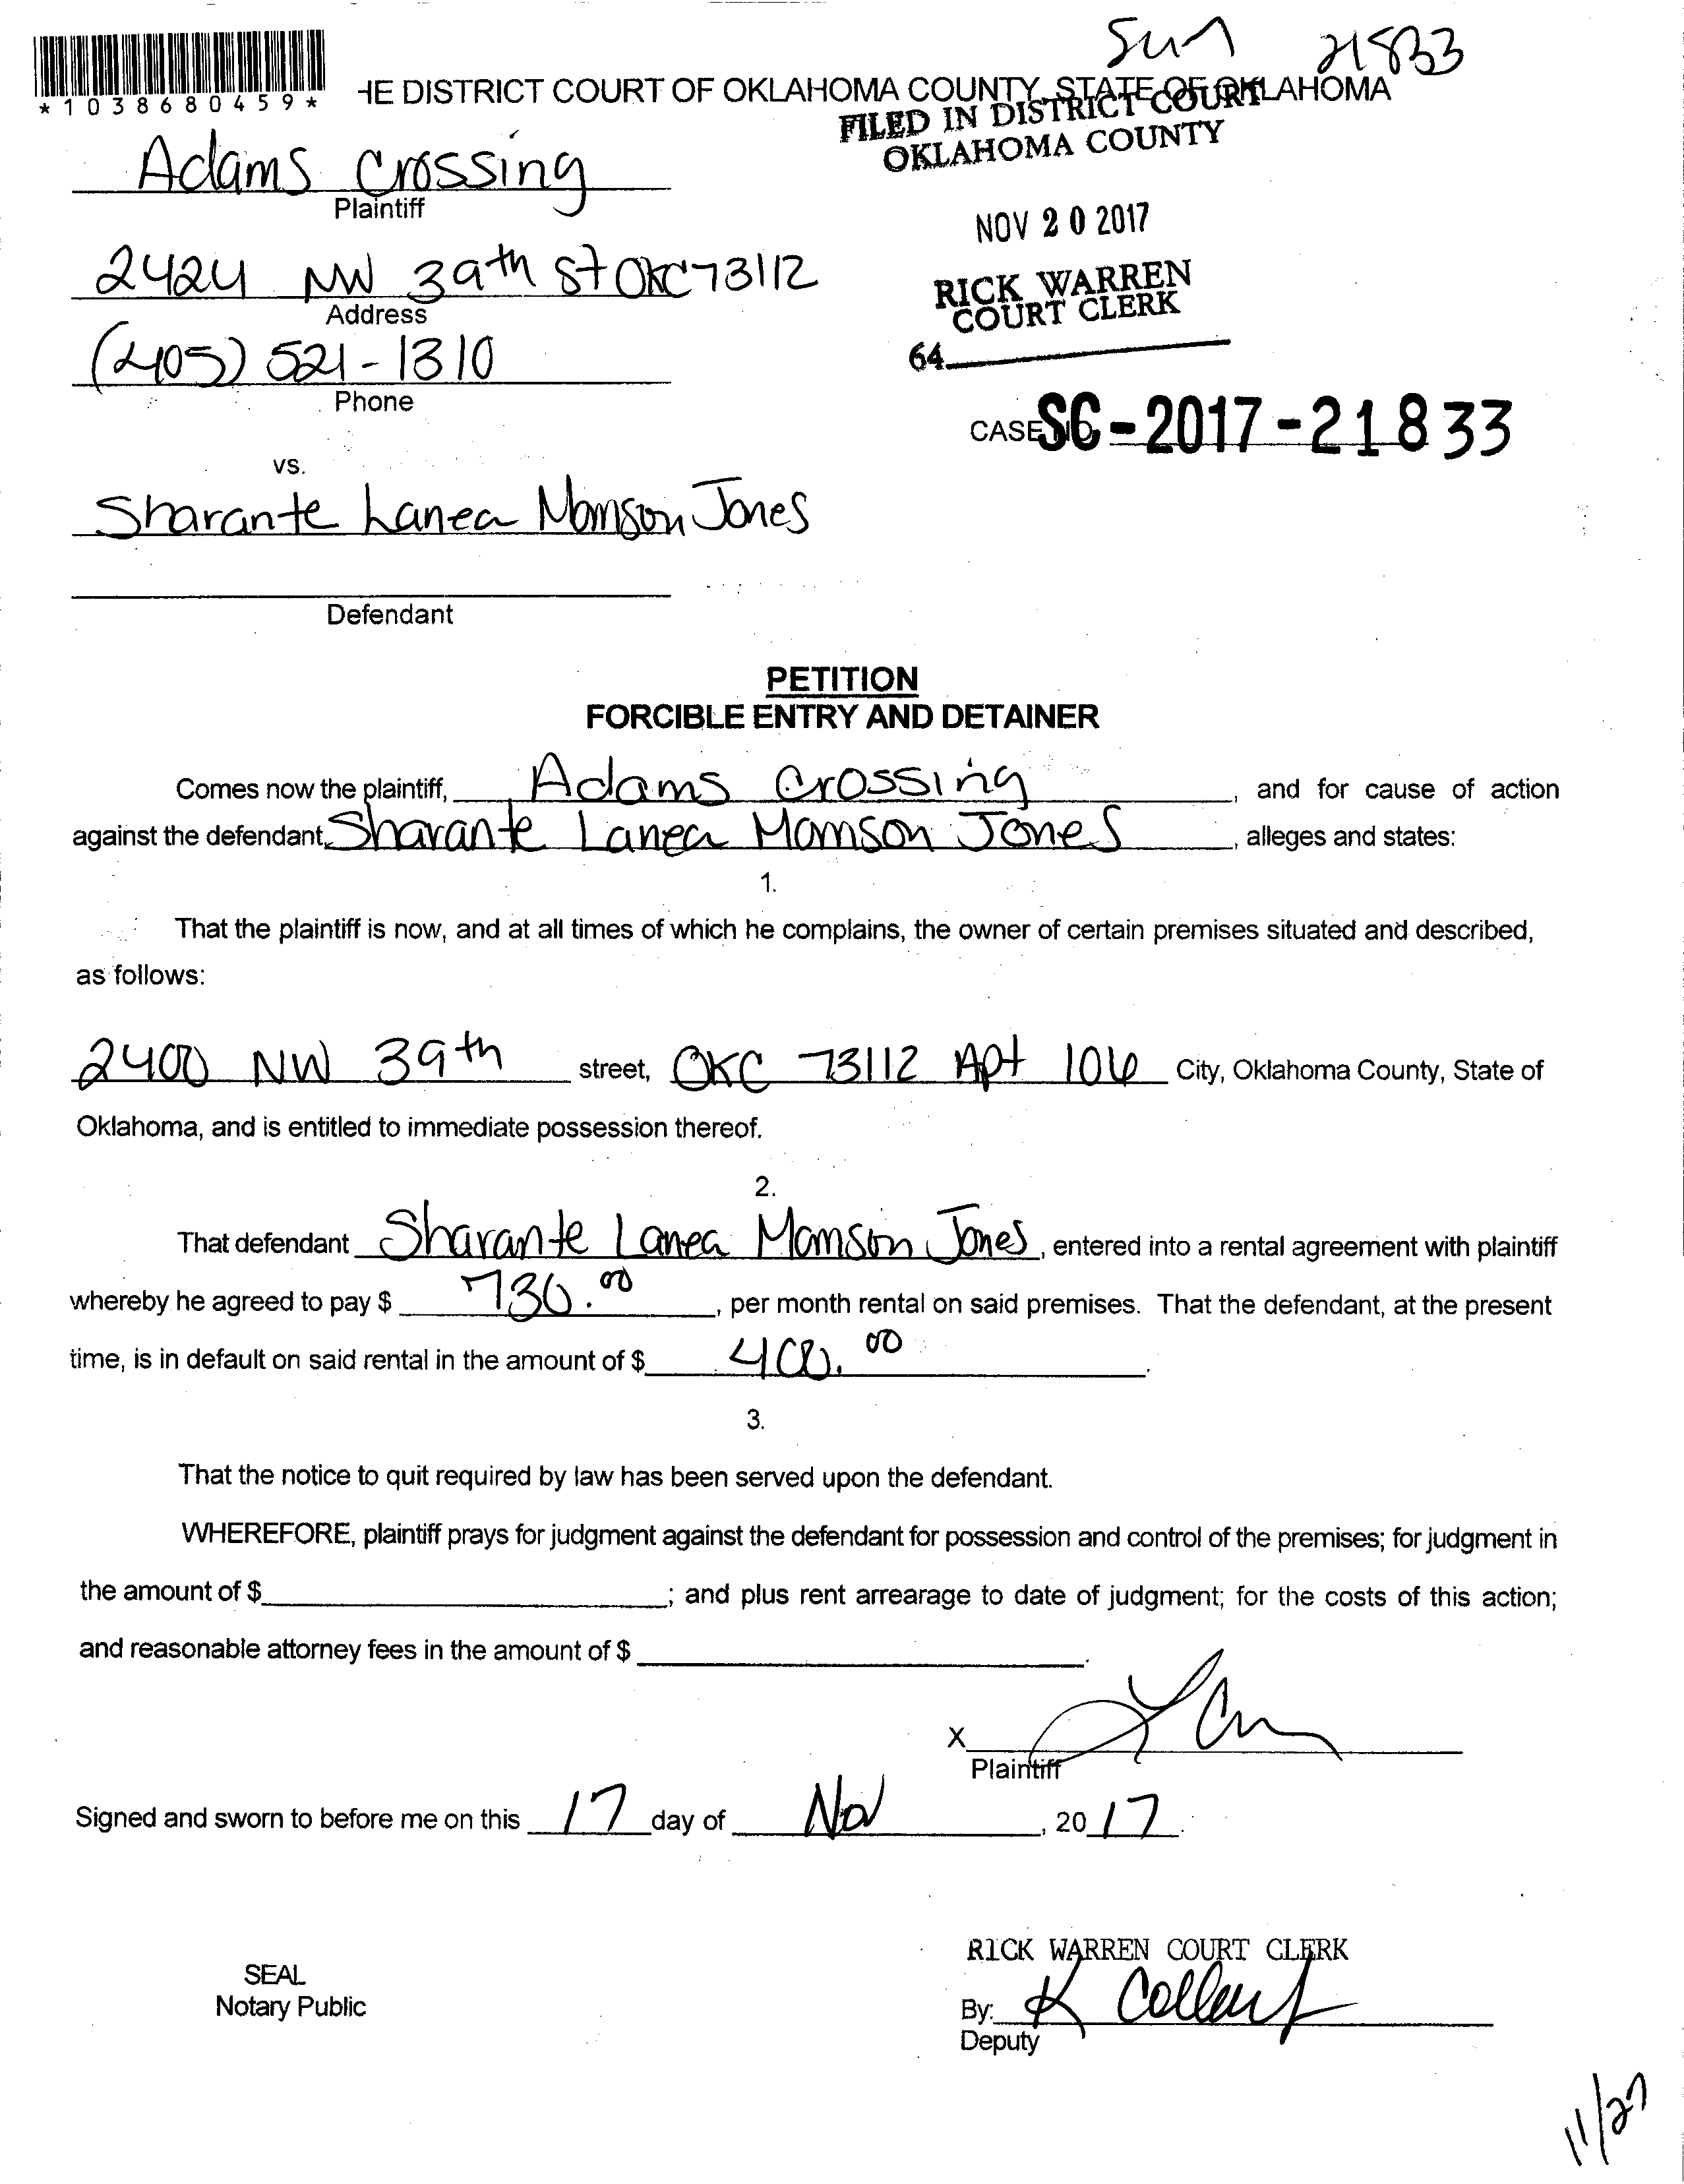 Sun 21833
*1038680459*
HE DISTRICT COURT OF OKLAHOMA COUNTY, STATE OF OKLAHOMA
FILED IN DISTRICT COURT
OKLAHOMA COUNTY
Adams Crossing
Plaintiff
NOV 20 2017
2424 NW 39th St OKC 73112
Address
RICK WARREN
COURT CLERK
(405) 521-1310
Phone
64
CASE NO. SC-2017-21833
vs.
Sharante Lanea Jones
Defendant
PETITION
FORCIBLE ENTRY AND DETAINER
Comes now the plaintiff, Adams Crossing, and for cause of action
against the defendant, Sharante Lanea Jones, alleges and states:
1.
That the plaintiff is now, and at all times of which he complains, the owner of certain premises situated and described,
as follows:
2400 NW 39th street, OKC 73112 Apt 106 City, Oklahoma County, State of
Oklahoma, and is entitled to immediate possession thereof.
2.
That defendant Sharante Lanea Jones, entered into a rental agreement with plaintiff
whereby he agreed to pay $ .00, per month rental on said premises. That the defendant, at the present
time, is in default on said rental in the amount of $ 400.00.
3.
That the notice to quit required by law has been served upon the defendant.
WHEREFORE, plaintiff prays for judgment against the defendant for possession and control of the premises; for judgment in
the amount of $ ; and plus rent arrearage to date of judgment; for the costs of this action;
and reasonable attorney fees in the amount of $ .
X
Plaintiff
Signed and sworn to before me on this 17 day of Nov, 2017.
RICK WARREN COURT CLERK
SEAL
Notary Public
By: K
Deputy
11/27